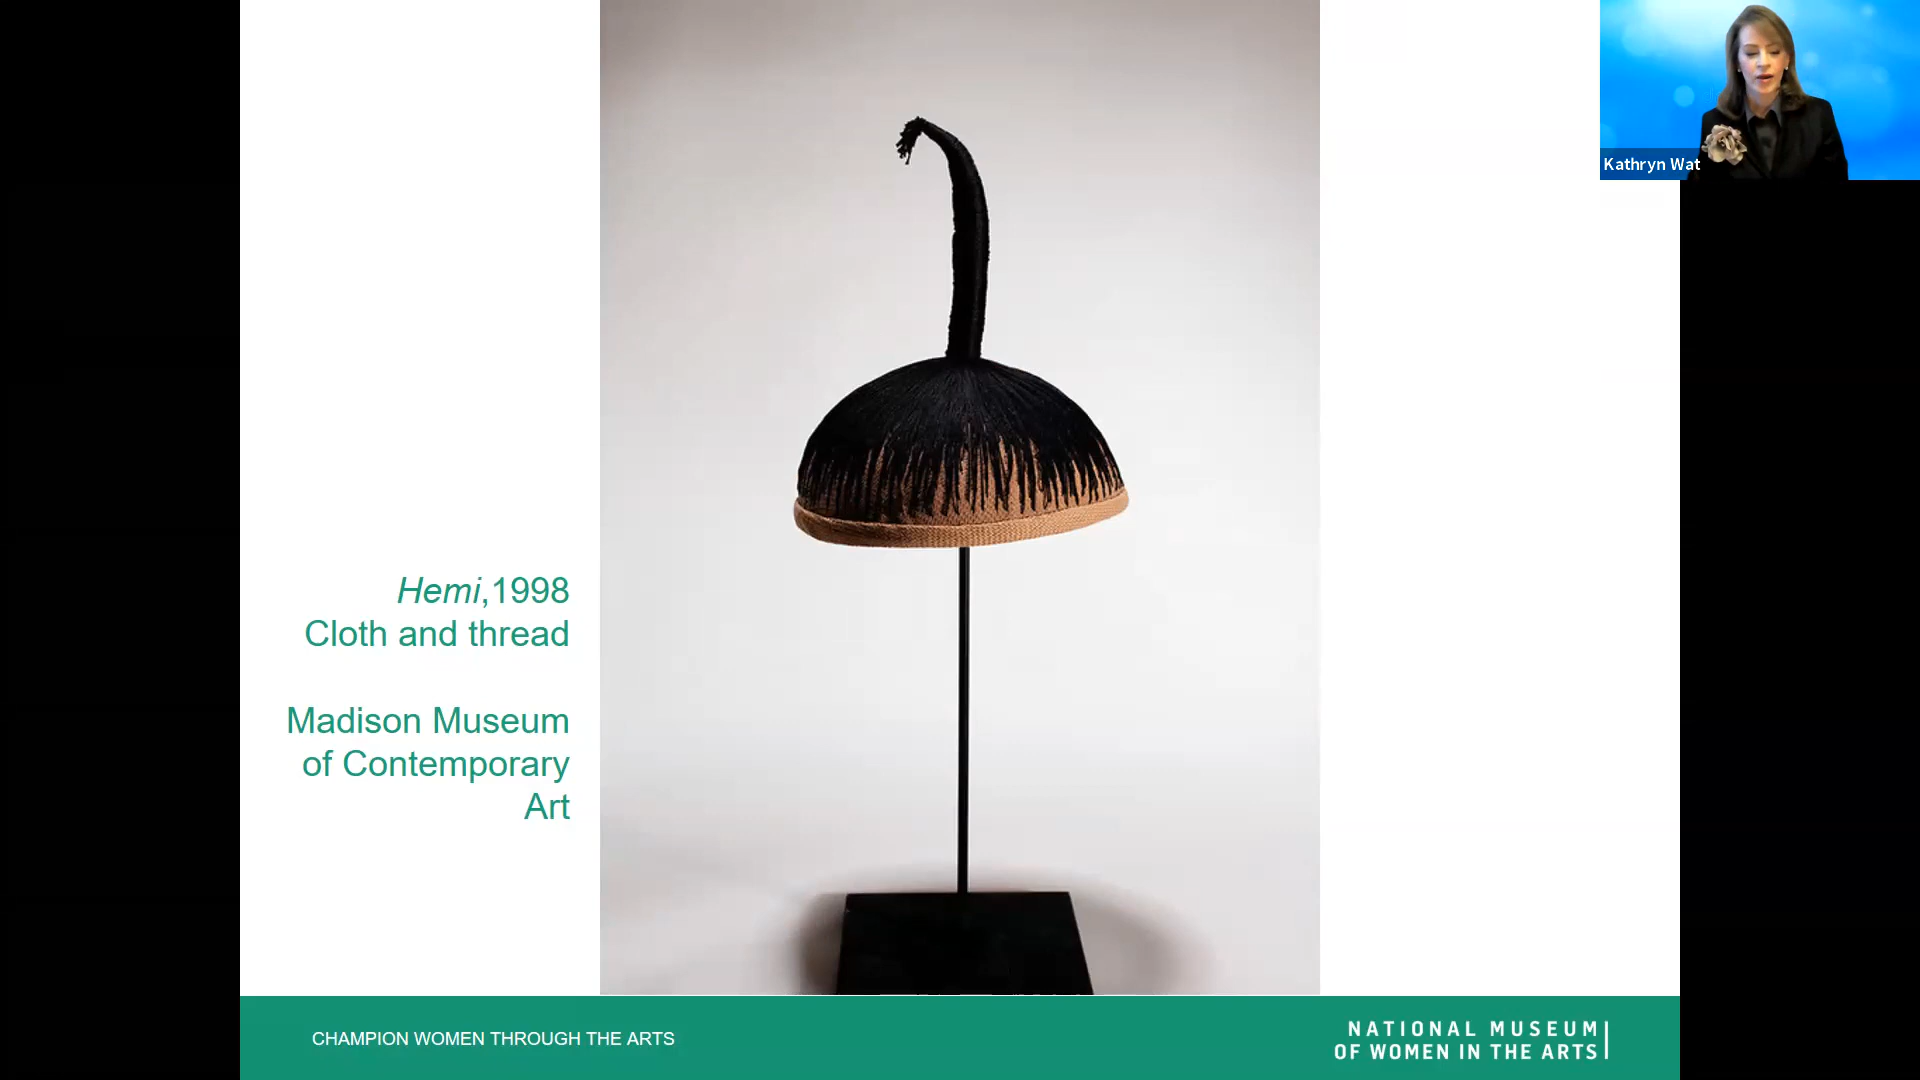 Kathryn Wat
Hemi,1998
Cloth and thread
Madison Museum
of Contemporary
Art
CHAMPION WOMEN THROUGH THE ARTS
NATIONAL MUSEUM
OF WOMEN IN THE ARTS